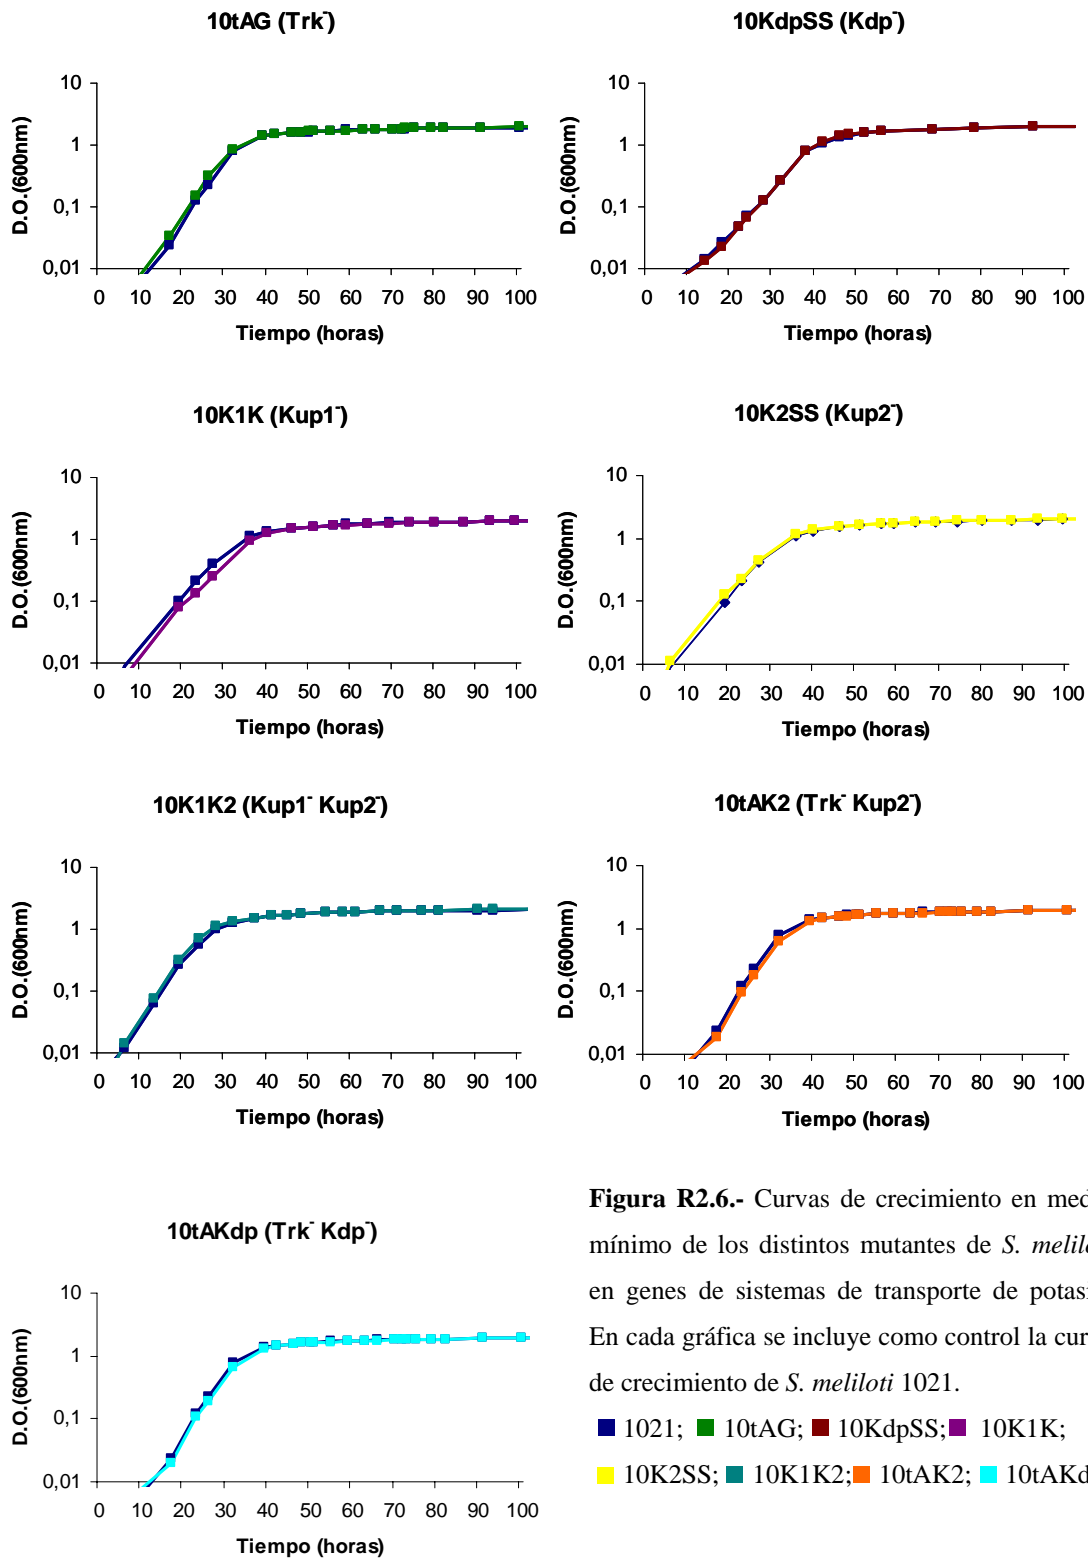 10tAG (Trk⁻)
10
1
0,1
0,01
D.O.(600nm)
0 10 20 30 40 50 60 70 80 90 100
Tiempo (horas)
10KdpSS (Kdp⁻)
10
1
0,1
0,01
D.O.(600nm)
0 10 20 30 40 50 60 70 80 90 100
Tiempo (horas)
10K1K (Kup1⁻)
10
1
0,1
0,01
D.O.(600nm)
0 10 20 30 40 50 60 70 80 90 100
Tiempo (horas)
10K2SS (Kup2⁻)
10
1
0,1
0,01
D.O.(600nm)
0 10 20 30 40 50 60 70 80 90 100
Tiempo (horas)
10K1K2 (Kup1⁻ Kup2⁻)
10
1
0,1
0,01
D.O.(600nm)
0 10 20 30 40 50 60 70 80 90 100
Tiempo (horas)
10tAK2 (Trk⁻ Kup2⁻)
10
1
0,1
0,01
D.O.(600nm)
0 10 20 30 40 50 60 70 80 90 100
Tiempo (horas)
10tAKdp (Trk⁻ Kdp⁻)
10
1
0,1
0,01
D.O.(600nm)
0 10 20 30 40 50 60 70 80 90 100
Tiempo (horas)
Figura R2.6.- Curvas de crecimiento en med
mínimo de los distintos mutantes de S. melil
en genes de sistemas de transporte de potas
En cada gráfica se incluye como control la cur
de crecimiento de S. meliloti 1021.
1021; 10tAG; 10KdpSS; 10K1K;
10K2SS; 10K1K2; 10tAK2; 10tAKd